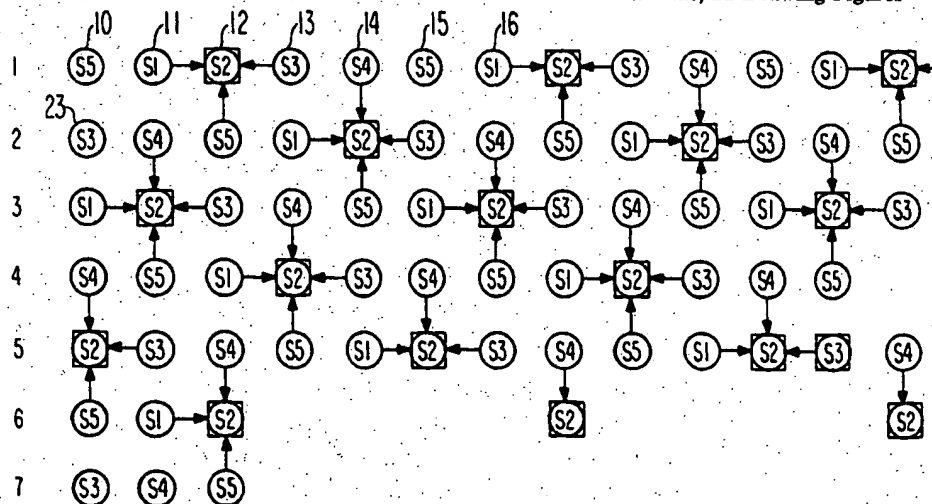 Figures
10 11 12 13 14 15 16
1 S5 S1 S2 S3 S4 S5 S1 S2 S3 S4 S5 S1 S2
23
2 S3 S4 S5 S1 S2 S3 S4 S5 S1 S2 S3 S4 S5
3 S1 S2 S3 S4 S5 S1 S2 S3 S4 S5 S1 S2 S3
4 S4 S5 S1 S2 S3 S4 S5 S1 S2 S3 S4 S5
5 S2 S3 S4 S5 S1 S2 S3 S4 S5 S1 S2 S3 S4
6 S5 S1 S2 S2 S2
7 S3 S4 S5